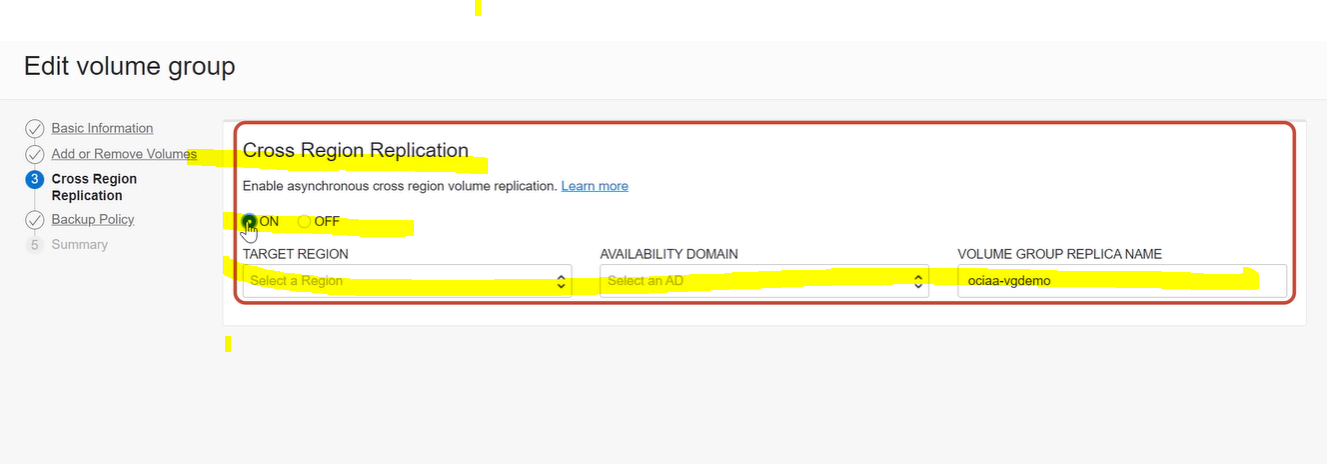 Edit volume group
Basic Information
Add or Remove Volumes
3 Cross Region
Replication
Backup Policy
5 Summary
Cross Region Replication
Enable asynchronous cross region volume replication. Learn more
ON OFF
TARGET REGION AVAILABILITY DOMAIN VOLUME GROUP REPLICA NAME
Select a Region Select an AD ociaa-vgdemo